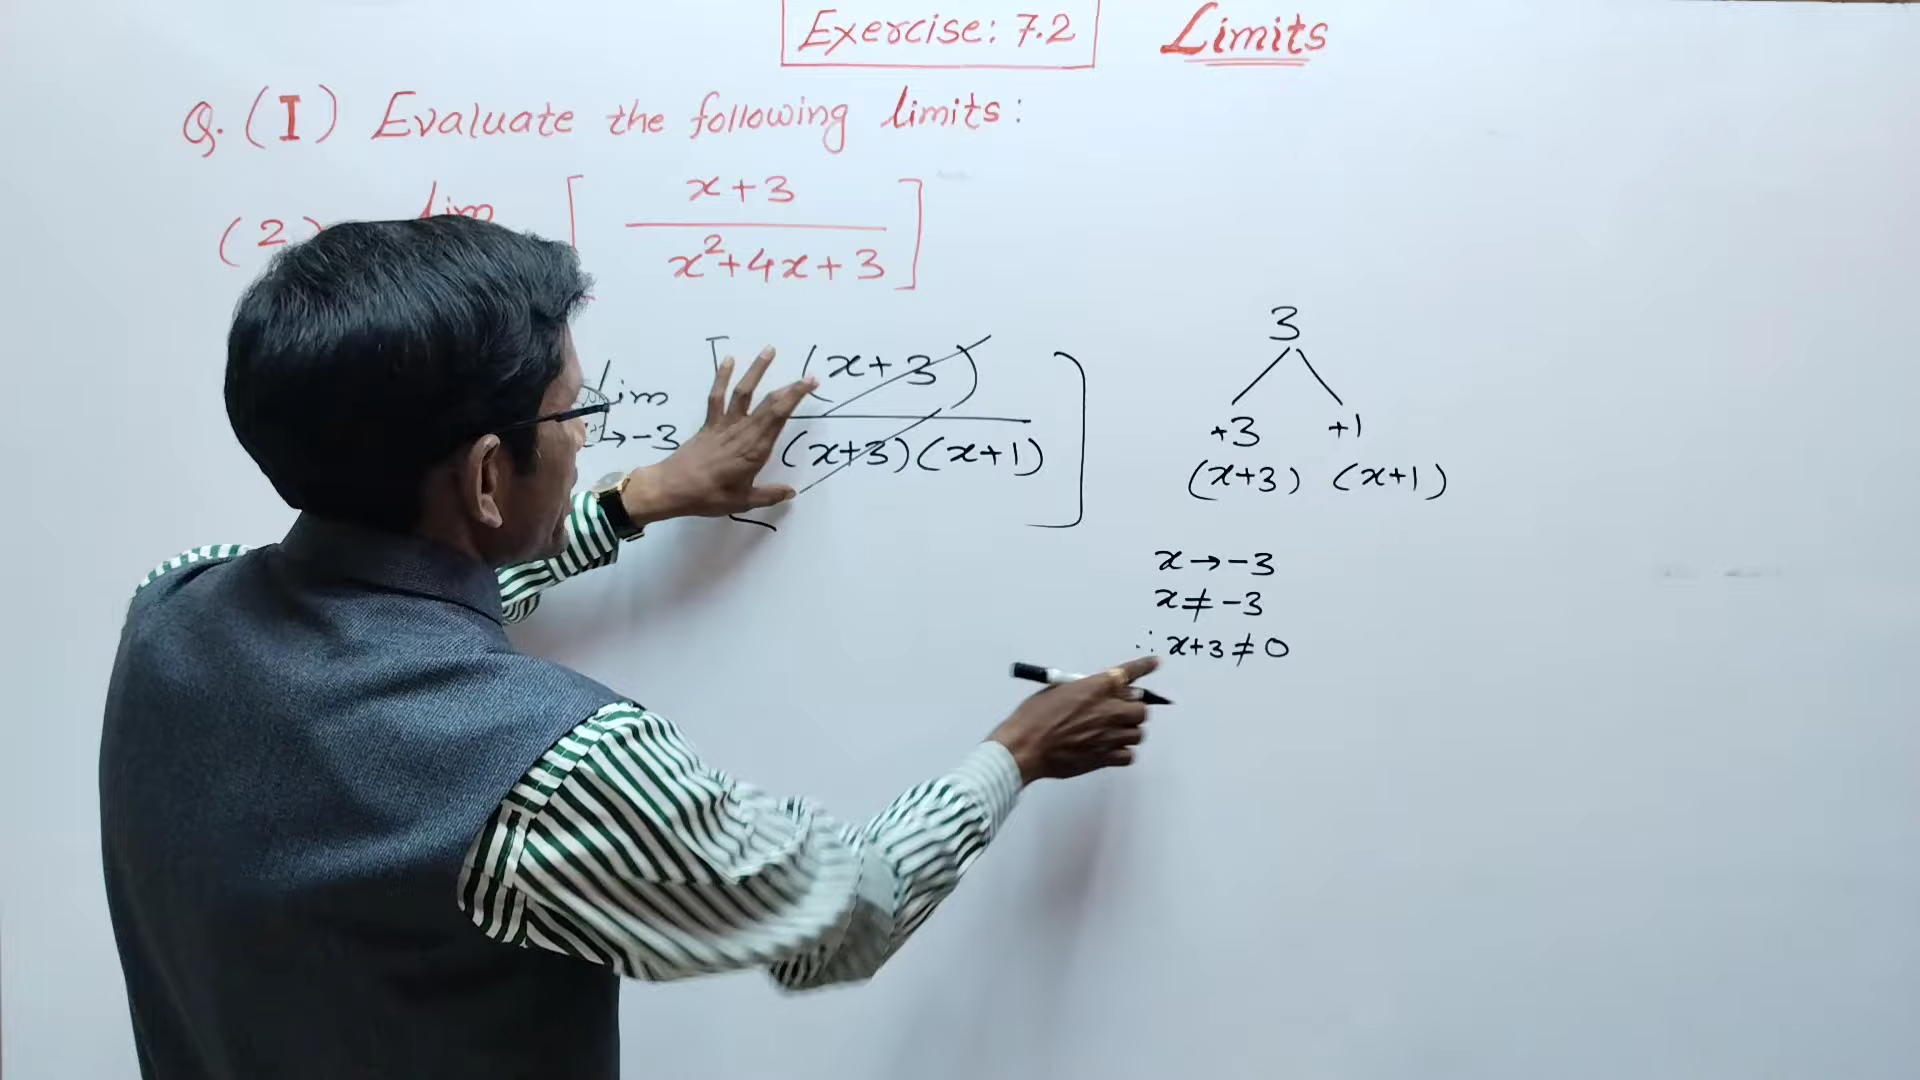 Exercise: 7.2 Limits
Q. (I) Evaluate the following limits:
(2) lim [ x+3 / x²+4x+3 ]
lim →-3 [ (x+3) / (x+3)(x+1) ]
3
+3 +1
(x+3) (x+1)
x→-3
x≠-3
∴ x+3≠0